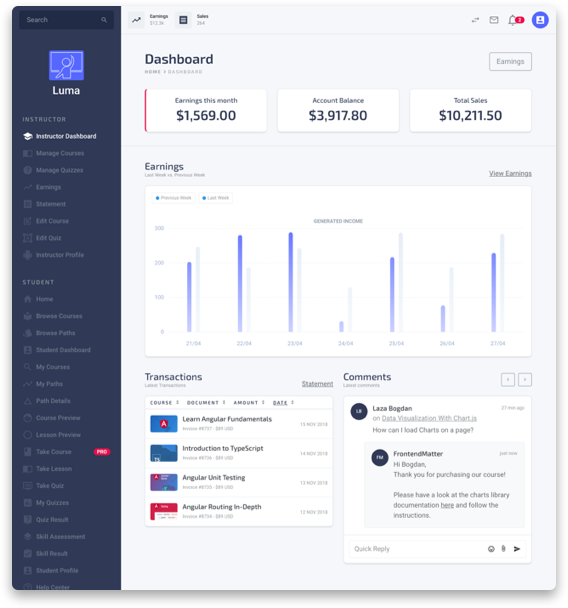 Search
Earnings
$12.3k
Sales
264
2
Luma
INSTRUCTOR
Instructor Dashboard
Manage Courses
Manage Quizzes
Earnings
Statement
Edit Course
Edit Quiz
Instructor Profile
STUDENT
Home
Browse Courses
Browse Paths
Student Dashboard
My Courses
My Paths
Path Details
Course Preview
Lesson Preview
Take Course PRO
Take Lesson
Take Quiz
My Quizzes
Quiz Result
Skill Assessment
Skill Result
Student Profile
Help Center
Dashboard
HOME > DASHBOARD
Earnings
Earnings this month
$1,569.00
Account Balance
$3,917.80
Total Sales
$10,211.50
Earnings
Last Week vs. Previous Week
View Earnings
Previous Week Last Week
GENERATED INCOME
300
200
100
0
21/04 22/04 23/04 24/04 25/04 26/04 27/04
Transactions
Latest Transactions
Statement
COURSE DOCUMENT AMOUNT DATE
Learn Angular Fundamentals
Invoice #8737 - $89 USD
15 NOV 2018
Introduction to TypeScript
Invoice #8736 - $89 USD
14 NOV 2018
Angular Unit Testing
Invoice #8735 - $89 USD
13 NOV 2018
Angular Routing In-Depth
Invoice #8734 - $89 USD
12 NOV 2018
Comments
Latest comments
LB
Laza Bogdan
27 min ago
on Data Visualization With Chart.js
How can I load Charts on a page?
FM
FrontendMatter
just now
Hi Bogdan,
Thank you for purchasing our course!
Please have a look at the charts library
documentation here and follow the
instructions.
Quick Reply